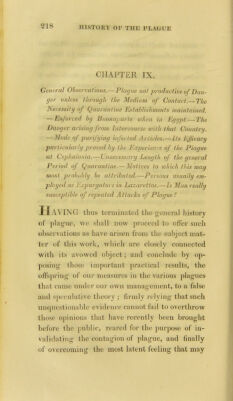 218
HISTORY OF THE PLAGUE
CHAPTER IX.
General Observations.—Plague not productive of Dan-
ger unless through the Medium of Contact.—The
Necessity of Quarantine Establishments maintained.
—Enforced by Bonaparte when in Egypt.—The
Danger arising from Intercourse with that Country.
—Mode of purifying infected Articles.—Its Efficacy
particularly proved by the Experience of the Plague
at Cephalonia.—Unnecessary Length of the general
Period of Quarantine.—Motives to which this may
most probably be attributed.—Persons usually em-
ployed as Expurgators in Lazarettos.—Is Man really
susceptible of repeated Attacks of Plague?
HAVING thus terminated the general history
of plague, we shall now proceed to offer such
observations as have arisen from the subject mat-
ter of this work, which are closely connected
with its avowed object; and conclude by op-
posing those important practical results, the
offspring of our measures in the various plagues
that came under our own management, to a false
and speculative theory; firmly relying that such
unquestionable evidence cannot fail to overthrow
those opinions that have recently been brought
before the public, reared for the purpose of in-
validating the contagion of plague, and finally
of overcoming the most latent feeling that may